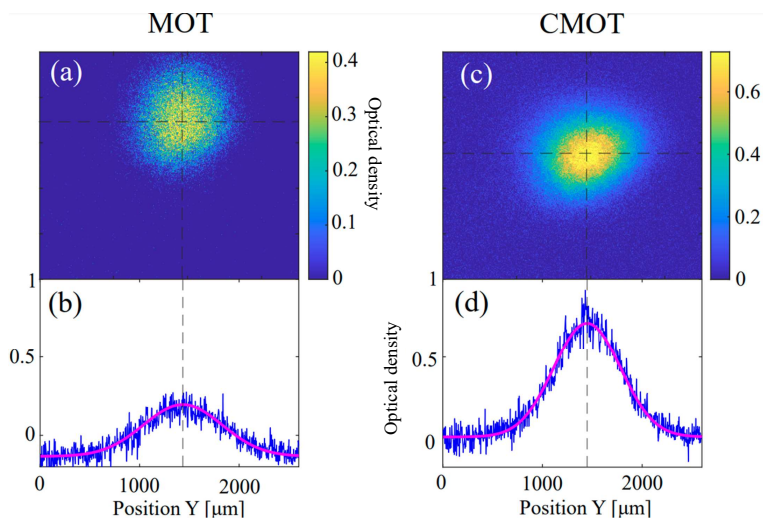 MOT
CMOT
(a)
0.4
0.3
0.2
0.1
0
Optical density
(c)
0.6
0.4
0.2
0
1
0.5
0
(b)
0
1000
2000
Position Y [μm]
1
0.5
0
Optical density
(d)
0
1000
2000
Position Y [μm]